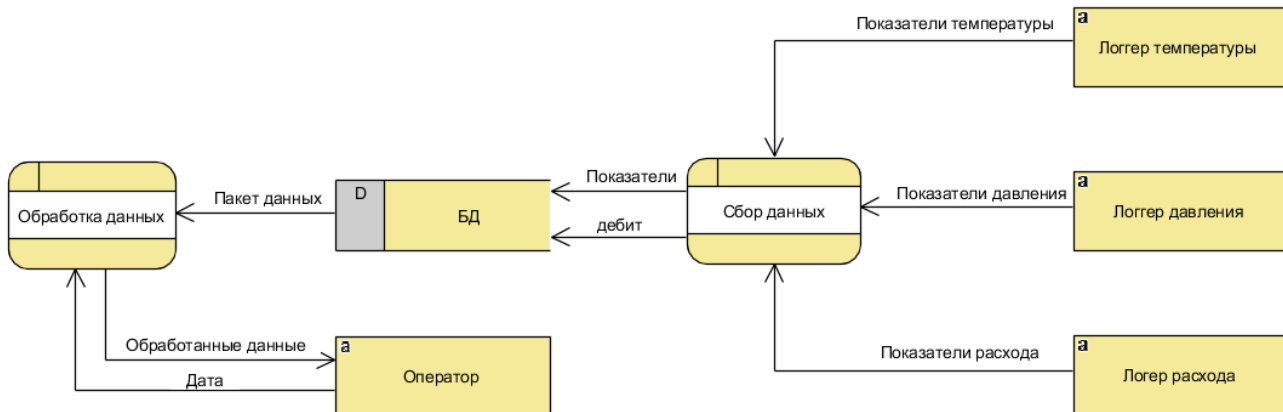 Показатели температуры
a
Логгер температуры
Обработка данных
Пакет данных
D
БД
Показатели
дебит
Сбор данных
Показатели давления
a
Логгер давления
Обработанные данные
Дата
a
Оператор
Показатели расхода
a
Логер расхода